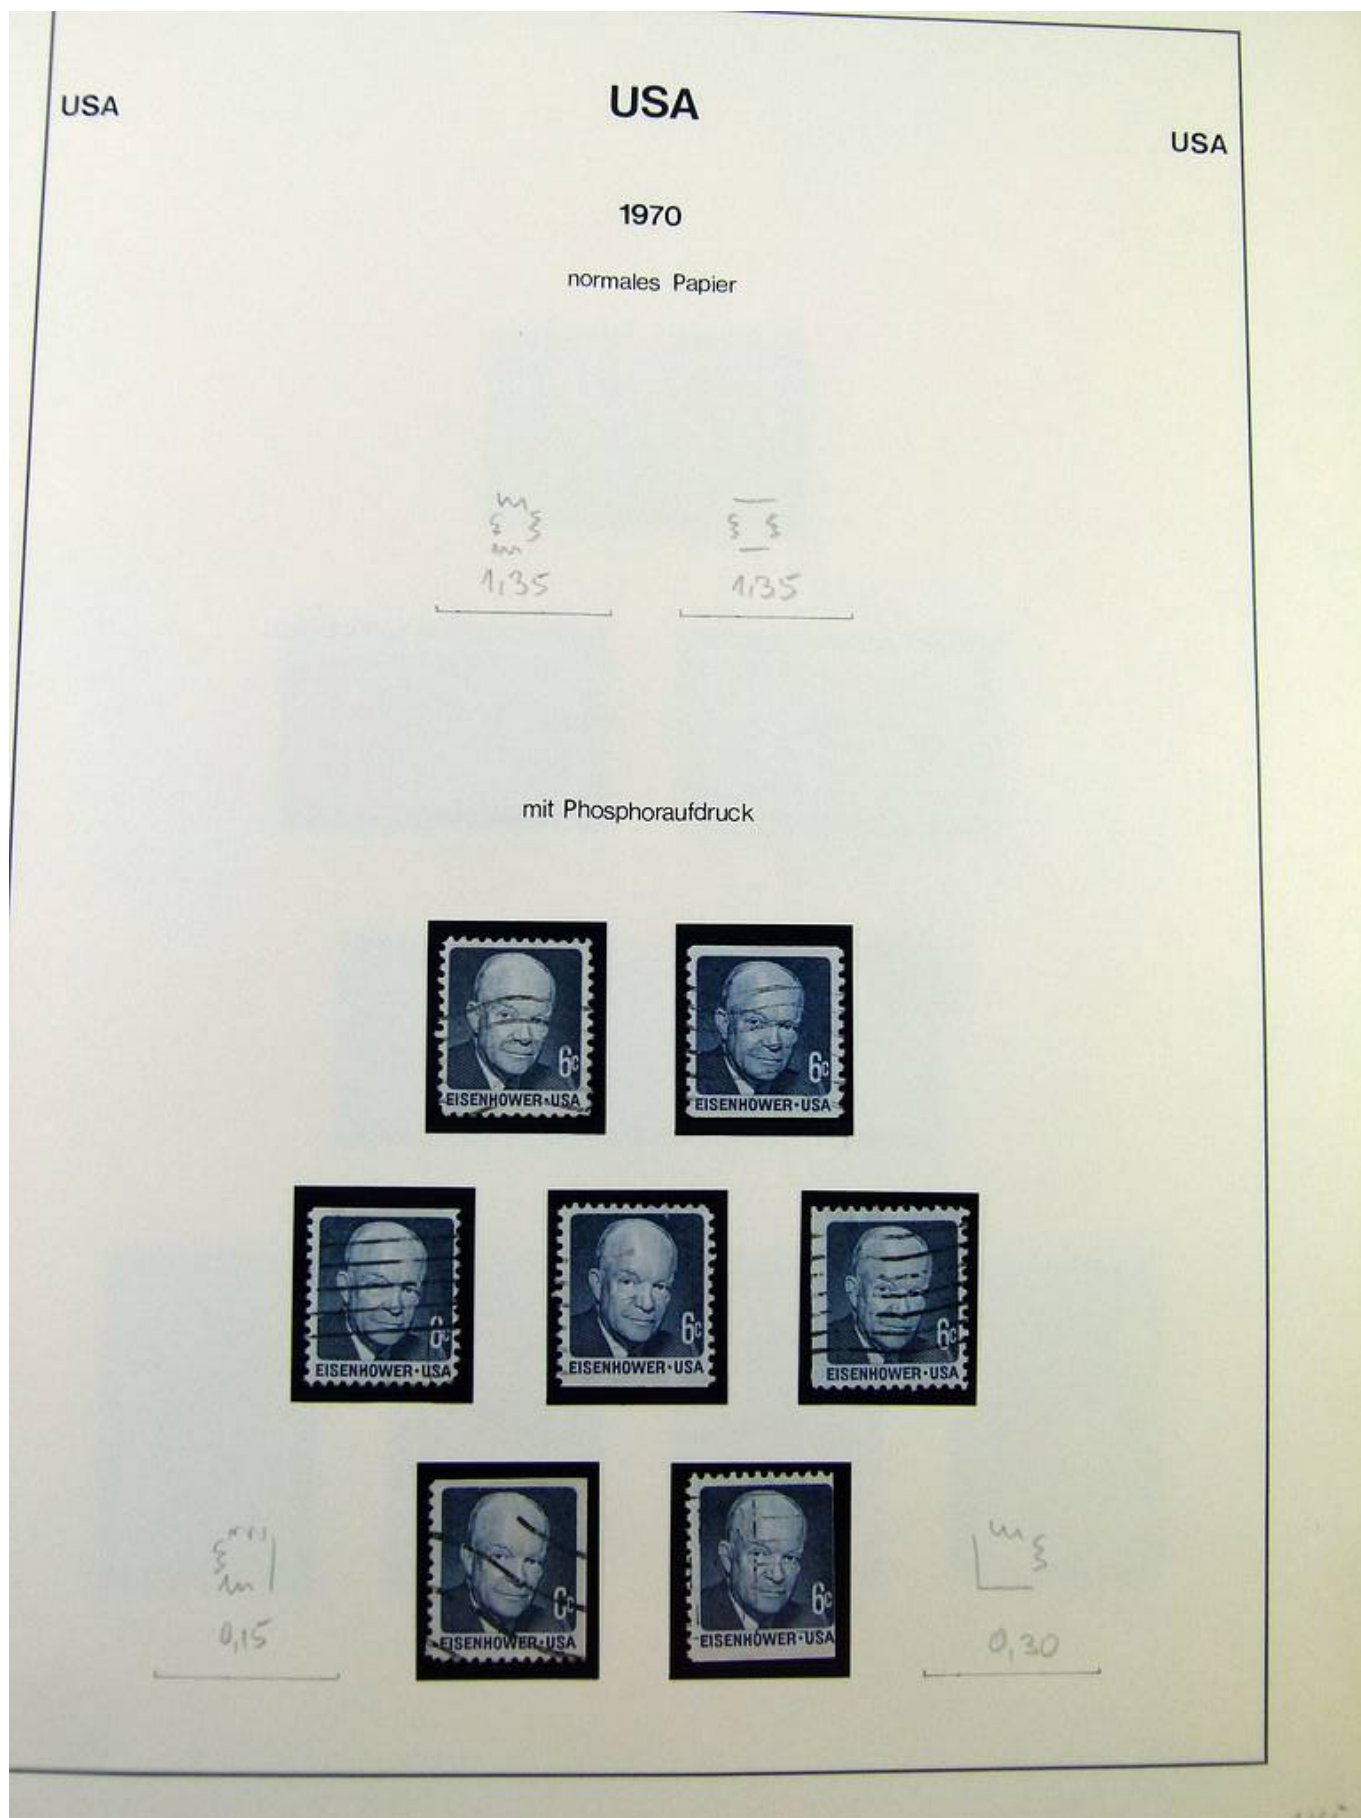 USA
USA
USA
1970
normales Papier
1,35 1,35
mit Phosphoraufdruck
6c 6c
EISENHOWER·USA EISENHOWER·USA
6c 6c 6c
EISENHOWER·USA EISENHOWER·USA EISENHOWER·USA
6c 6c
EISENHOWER·USA EISENHOWER·USA
0,15 0,30